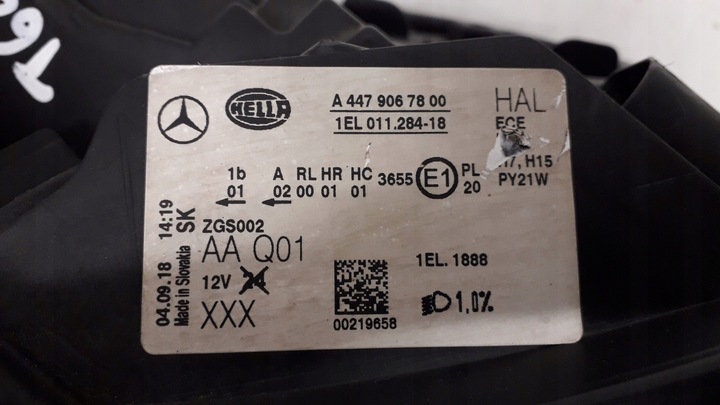 HELLA
A 447 906 78 00
1EL 011.284-18
HAL
ECE
H7, H15
PY21W
1b A RL HR HC
01 02 00 01 01
3655 E1 PL
20
ZGS002
AA Q01
12V 24
XXX
1EL. 1888
1,0%
00219658
04.09.18 14:19
Made in Slovakia SK